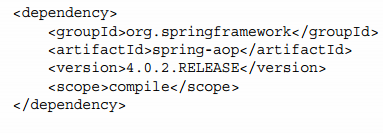 <dependency>
    <groupId>org.springframework</groupId>
    <artifactId>spring-aop</artifactId>
    <version>4.0.2.RELEASE</version>
    <scope>compile</scope>
</dependency>